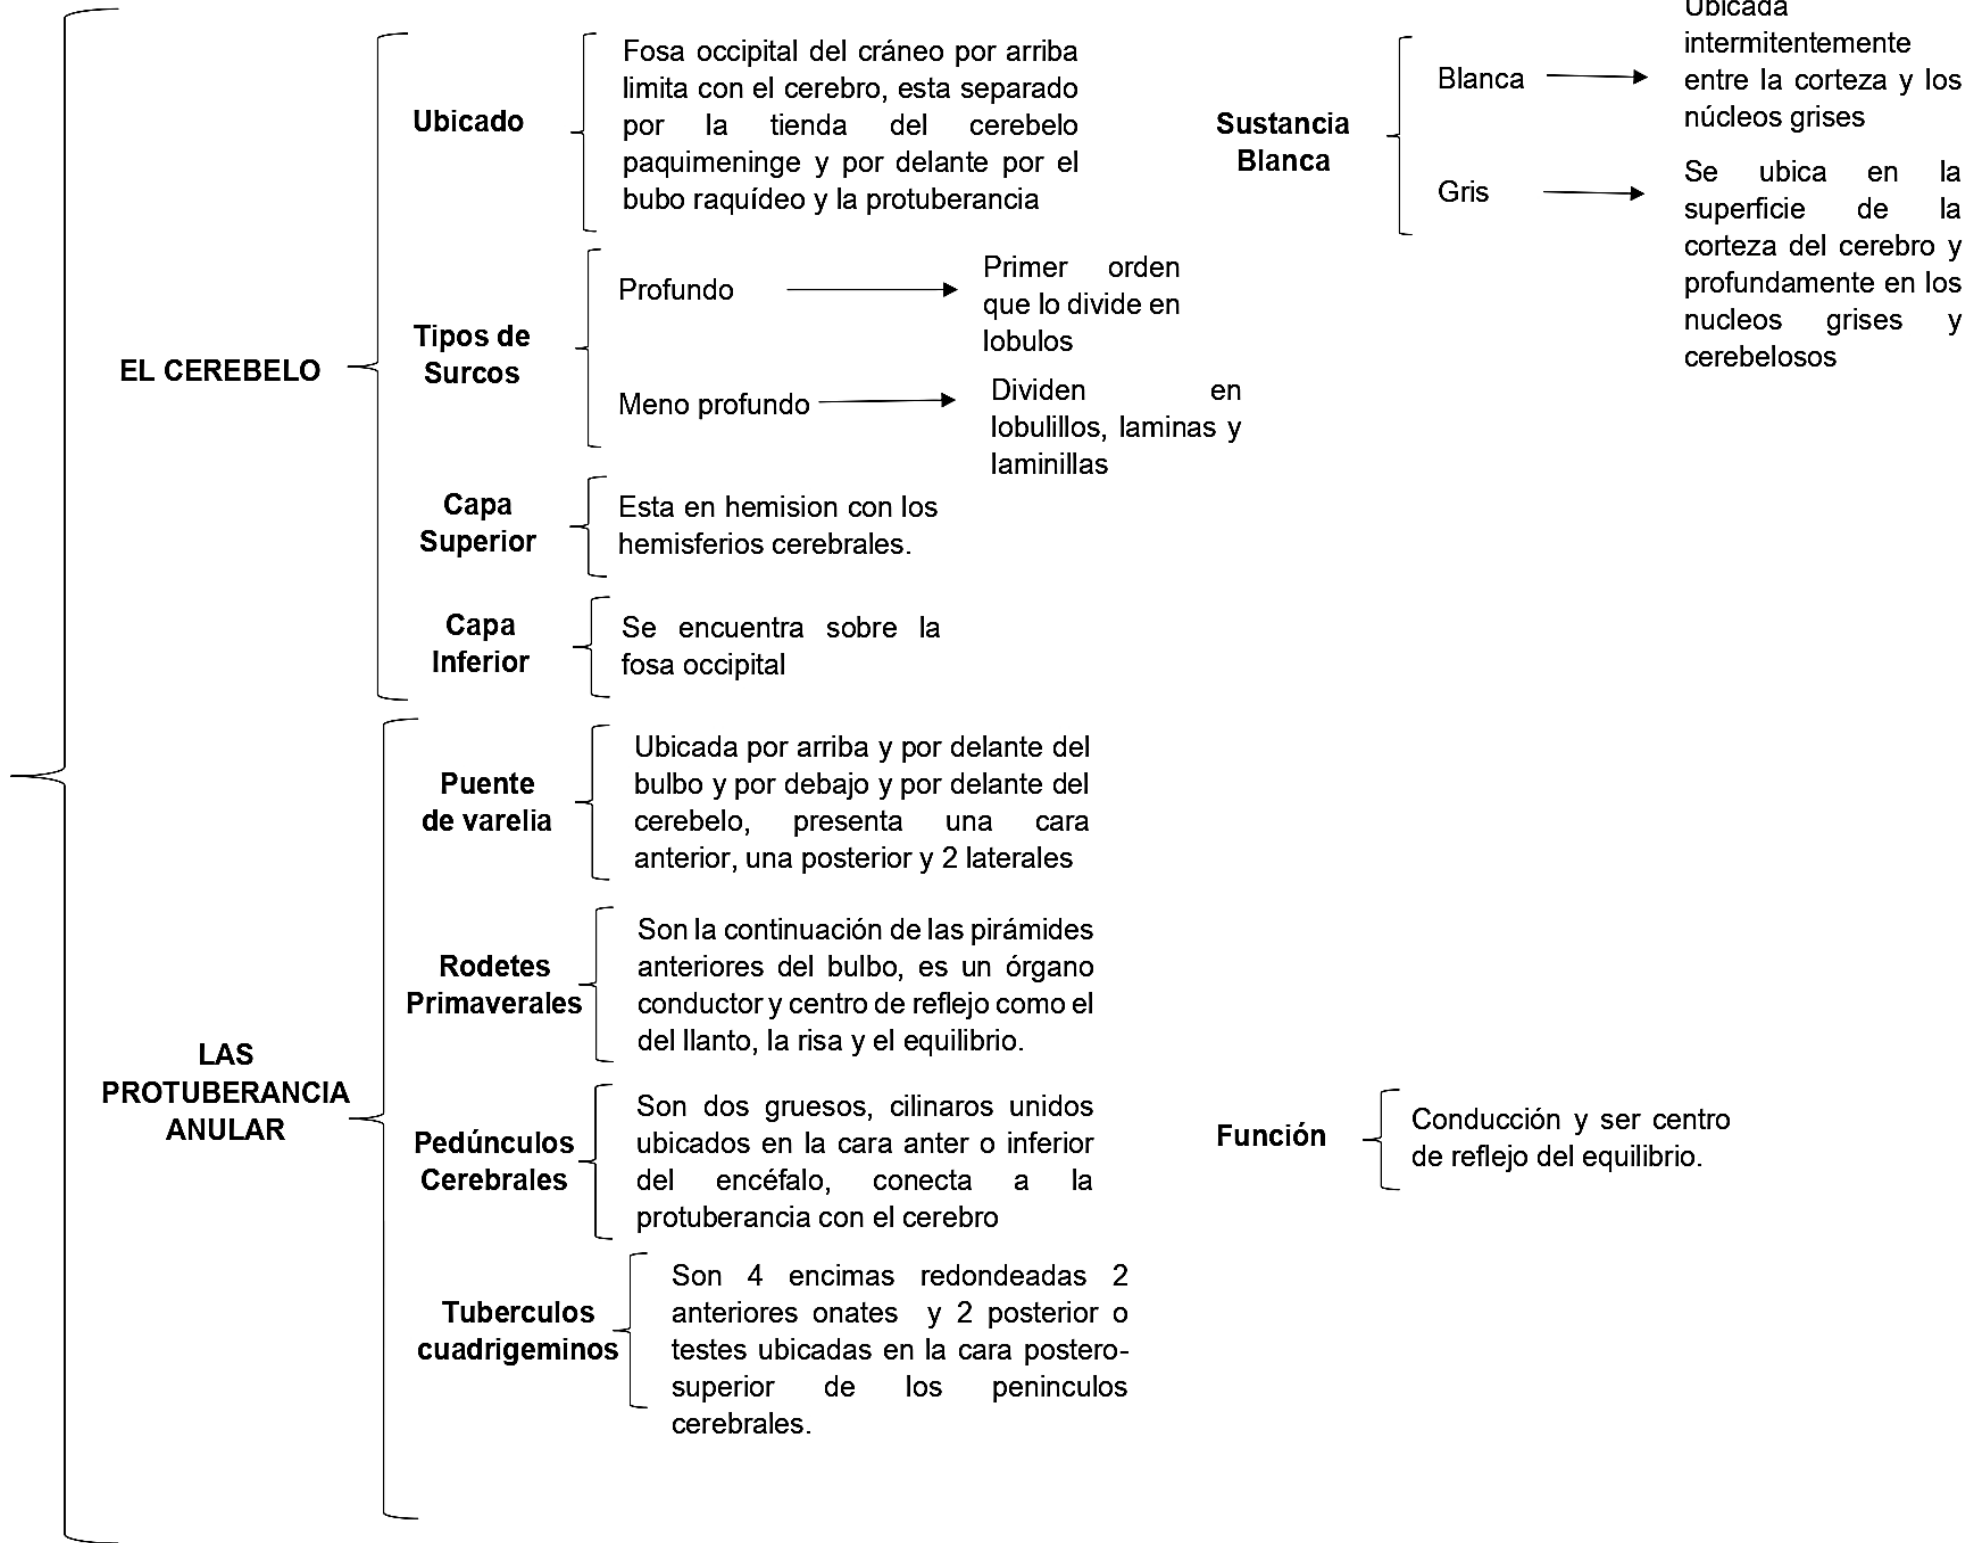 EL CEREBELO
Ubicado
Fosa occipital del cráneo por arriba
limita con el cerebro, esta separado
por la tienda del cerebelo
paquimeninge y por delante por el
bubo raquídeo y la protuberancia
Tipos de
Surcos
Profundo
Primer orden
que lo divide en
lobulos
Meno profundo
Dividen en
lobulillos, laminas y
laminillas
Capa
Superior
Esta en hemision con los
hemisferios cerebrales.
Capa
Inferior
Se encuentra sobre la
fosa occipital
Sustancia
Blanca
Blanca
Ubicada
intermitentemente
entre la corteza y los
núcleos grises
Gris
Se ubica en la
superficie de la
corteza del cerebro y
profundamente en los
nucleos grises y
cerebelosos
LAS
PROTUBERANCIA
ANULAR
Puente
de varelia
Ubicada por arriba y por delante del
bulbo y por debajo y por delante del
cerebelo, presenta una cara
anterior, una posterior y 2 laterales
Rodetes
Primaverales
Son la continuación de las pirámides
anteriores del bulbo, es un órgano
conductor y centro de reflejo como el
del llanto, la risa y el equilibrio.
Pedúnculos
Cerebrales
Son dos gruesos, cilinaros unidos
ubicados en la cara anter o inferior
del encéfalo, conecta a la
protuberancia con el cerebro
Tuberculos
cuadrigeminos
Son 4 encimas redondeadas 2
anteriores onates y 2 posterior o
testes ubicadas en la cara postero-
superior de los peninculos
cerebrales.
Función
Conducción y ser centro
de reflejo del equilibrio.